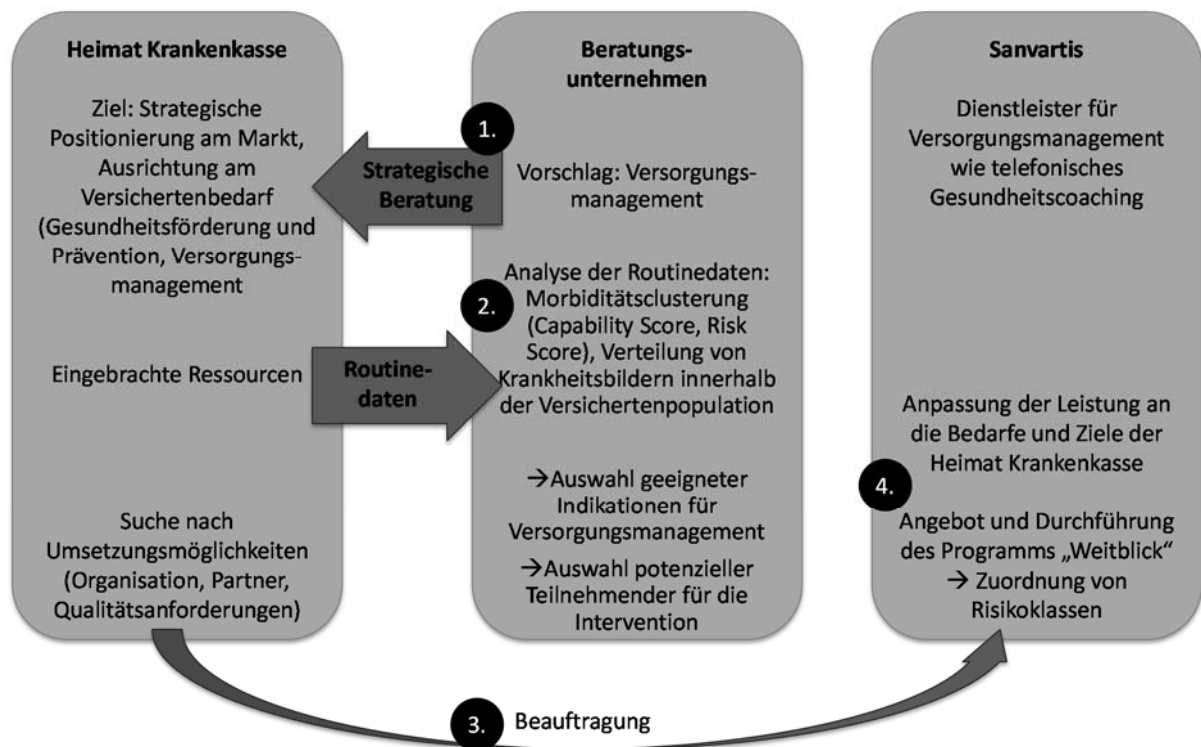 Heimat Krankenkasse
Ziel: Strategische
Positionierung am Markt,
Ausrichtung am
Versichertenbedarf
(Gesundheitsförderung und
Prävention, Versorgungs-
management
Eingebrachte Ressourcen
Suche nach
Umsetzungsmöglichkeiten
(Organisation, Partner,
Qualitätsanforderungen)
1.
Strategische
Beratung
Routine-
daten
Beratungs-
unternehmen
Vorschlag: Versorgungs-
management
2.
Analyse der Routinedaten:
Morbiditätsclusterung
(Capability Score, Risk
Score), Verteilung von
Krankheitsbildern innerhalb
der Versichertenpopulation
→Auswahl geeigneter
Indikationen für
Versorgungsmanagement
→Auswahl potenzieller
Teilnehmender für die
Intervention
Sanvartis
Dienstleister für
Versorgungsmanagement
wie telefonisches
Gesundheitscoaching
Anpassung der Leistung an
die Bedarfe und Ziele der
Heimat Krankenkasse
4.
Angebot und Durchführung
des Programms „Weitblick“
→ Zuordnung von
Risikoklassen
3. Beauftragung